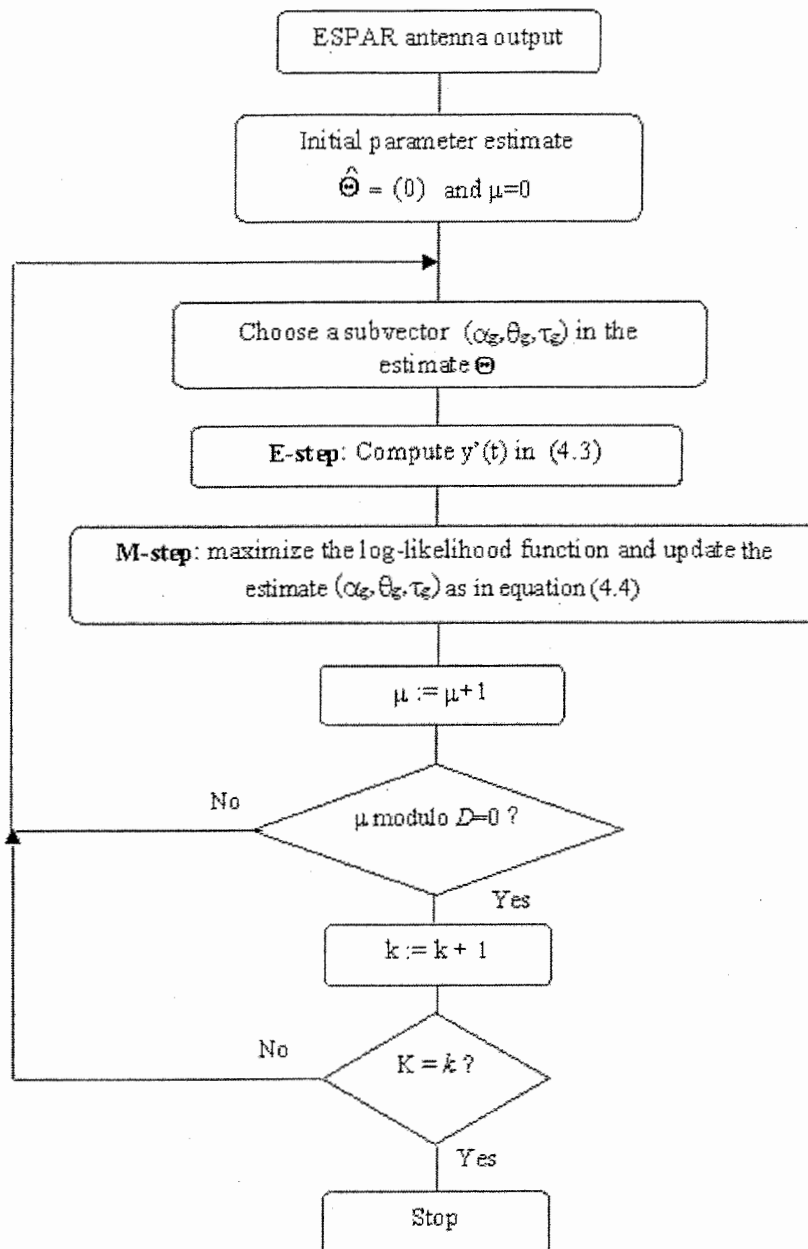 ESPAR antenna output
Initial parameter estimate
Θ̂ = (0) and μ=0
Choose a subvector (αg,θg,τg) in the
estimate Θ
E-step: Compute y'(t) in (4.3)
M-step: maximize the log-likelihood function and update the
estimate (αg,θg,τg) as in equation (4.4)
μ := μ+1
No
μ modulo D=0 ?
Yes
k := k + 1
No
K = k ?
Yes
Stop